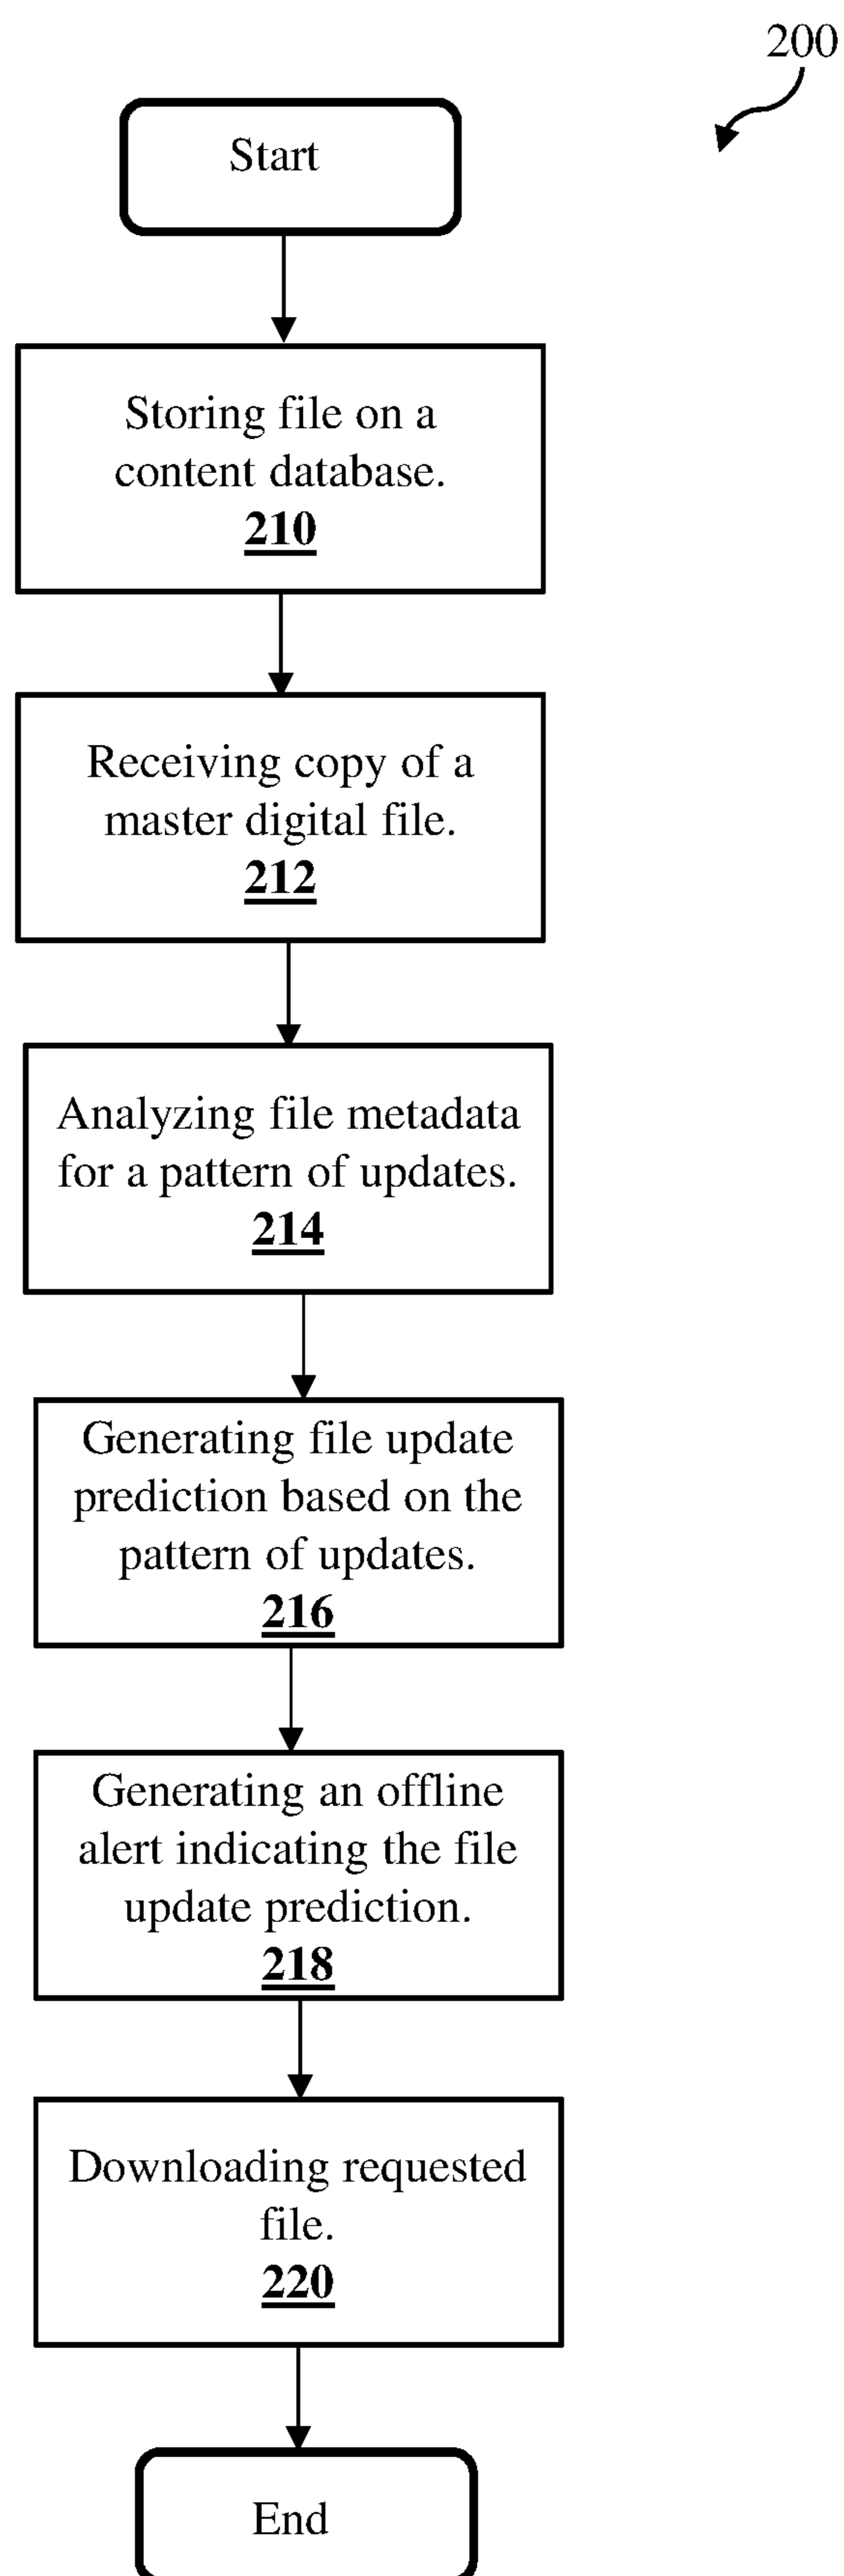 200
Start
Storing file on a
content database.
210
Receiving copy of a
master digital file.
212
Analyzing file metadata
for a pattern of updates.
214
Generating file update
prediction based on the
pattern of updates.
216
Generating an offline
alert indicating the file
update prediction.
218
Downloading requested
file.
220
End